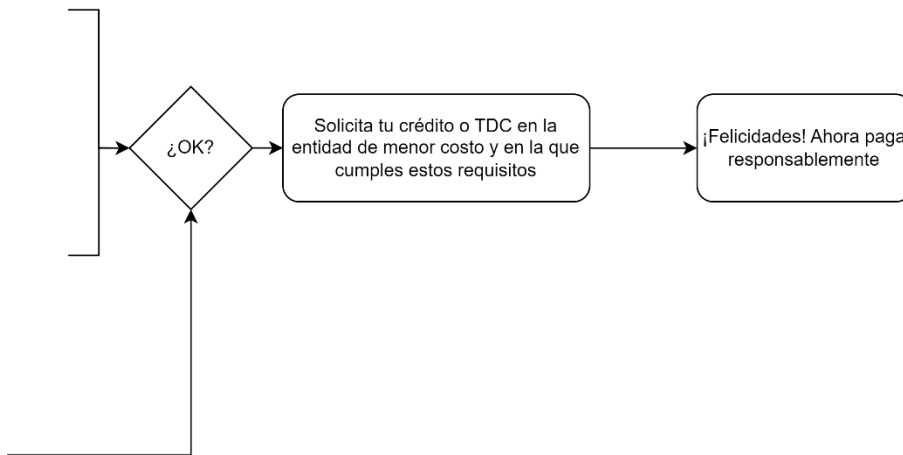 ¿OK?
Solicita tu crédito o TDC en la
entidad de menor costo y en la que
cumples estos requisitos
¡Felicidades! Ahora paga
responsablemente